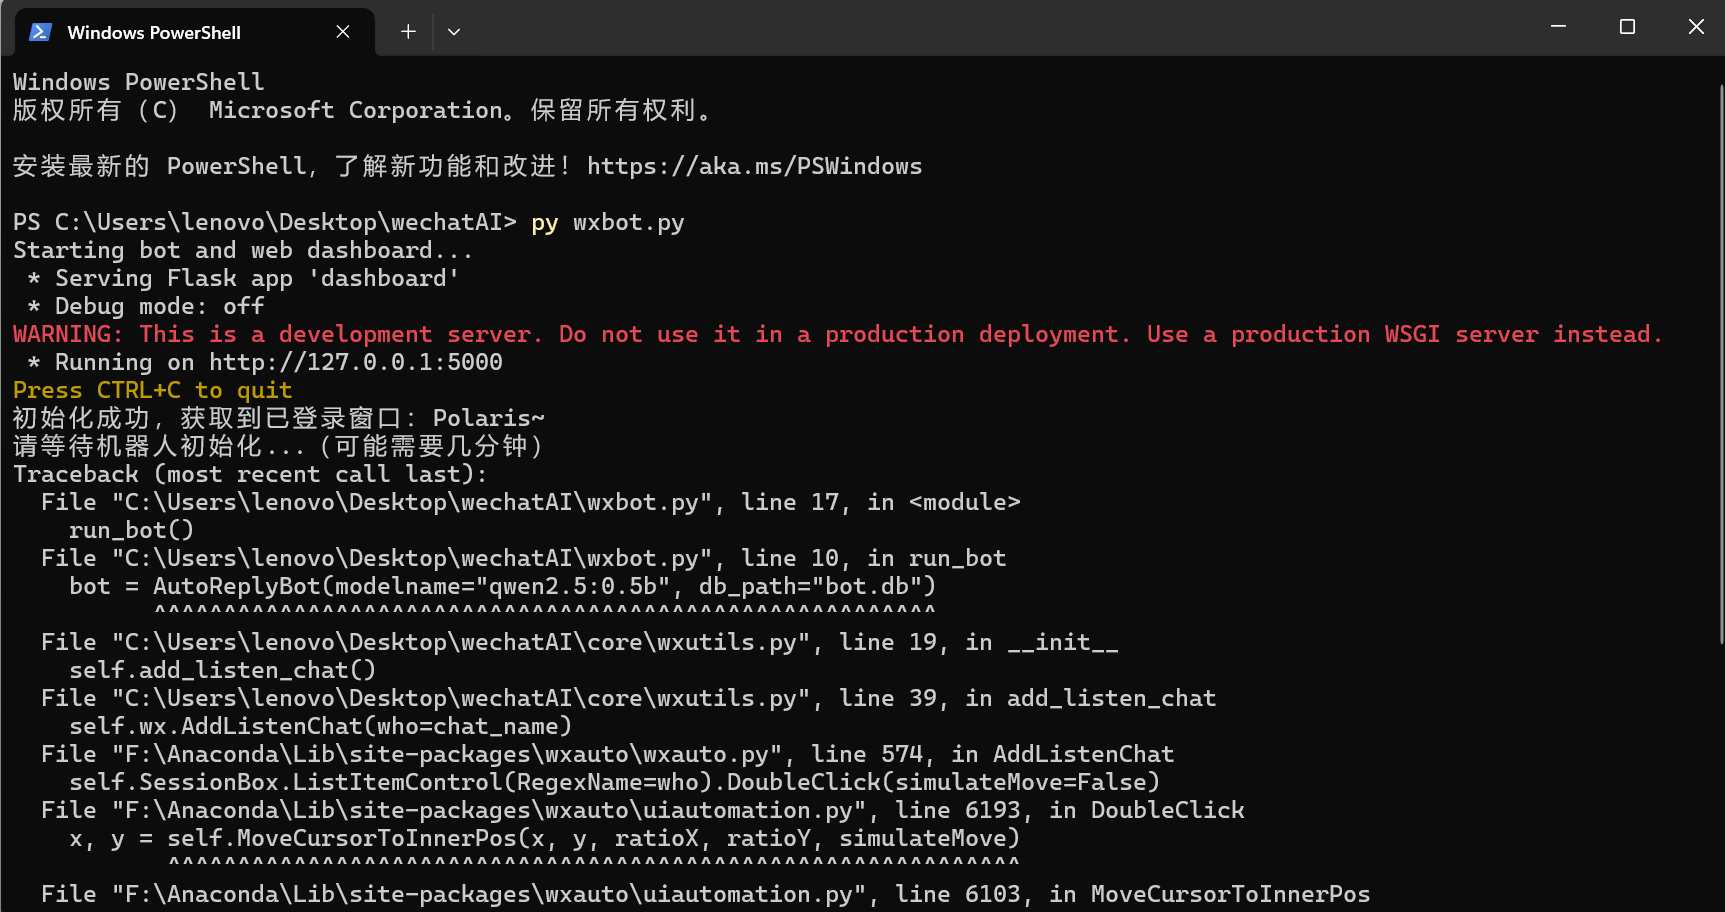 Windows PowerShell
Windows PowerShell
版权所有（C） Microsoft Corporation。保留所有权利。
安装最新的 PowerShell，了解新功能和改进！https://aka.ms/PSWindows
PS C:\Users\lenovo\Desktop\wechatAI> py wxbot.py
Starting bot and web dashboard...
 * Serving Flask app 'dashboard'
 * Debug mode: off
WARNING: This is a development server. Do not use it in a production deployment. Use a production WSGI server instead.
 * Running on http://127.0.0.1:5000
Press CTRL+C to quit
初始化成功，获取到已登录窗口：Polaris~
请等待机器人初始化...（可能需要几分钟）
Traceback (most recent call last):
  File "C:\Users\lenovo\Desktop\wechatAI\wxbot.py", line 17, in <module>
    run_bot()
  File "C:\Users\lenovo\Desktop\wechatAI\wxbot.py", line 10, in run_bot
    bot = AutoReplyBot(modelname="qwen2.5:0.5b", db_path="bot.db")
          ^^^^^^^^^^^^^^^^^^^^^^^^^^^^^^^^^^^^^^^^^^^^^^^^^^^^^^^^
  File "C:\Users\lenovo\Desktop\wechatAI\core\wxutils.py", line 19, in __init__
    self.add_listen_chat()
  File "C:\Users\lenovo\Desktop\wechatAI\core\wxutils.py", line 39, in add_listen_chat
    self.wx.AddListenChat(who=chat_name)
  File "F:\Anaconda\Lib\site-packages\wxauto\wxauto.py", line 574, in AddListenChat
    self.SessionBox.ListItemControl(RegexName=who).DoubleClick(simulateMove=False)
  File "F:\Anaconda\Lib\site-packages\wxauto\uiautomation.py", line 6193, in DoubleClick
    x, y = self.MoveCursorToInnerPos(x, y, ratioX, ratioY, simulateMove)
           ^^^^^^^^^^^^^^^^^^^^^^^^^^^^^^^^^^^^^^^^^^^^^^^^^^^^^^^^^^^^^
  File "F:\Anaconda\Lib\site-packages\wxauto\uiautomation.py", line 6103, in MoveCursorToInnerPos